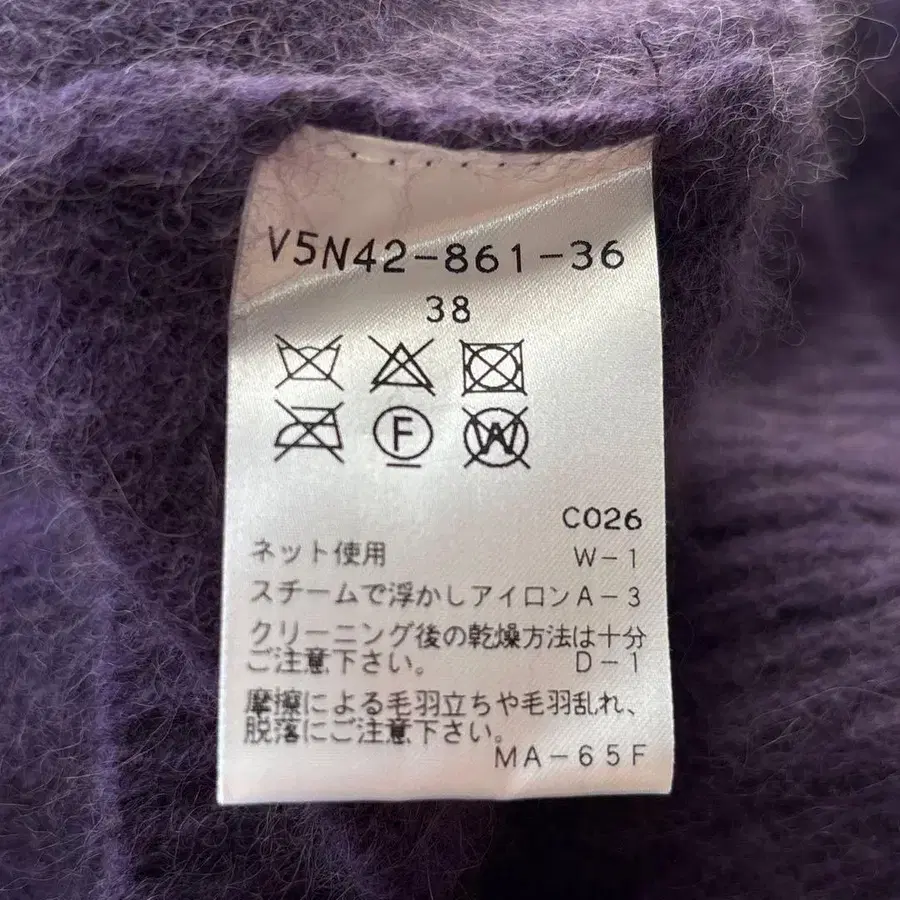 V5N42-861-36
38
F
W
C026
ネット使用 W-1
スチームで浮かしアイロン A-3
クリーニング後の乾燥方法は十分
ご注意下さい。 D-1
摩擦による毛羽立ちや毛羽乱れ、
脱落にご注意下さい。
MA-65F